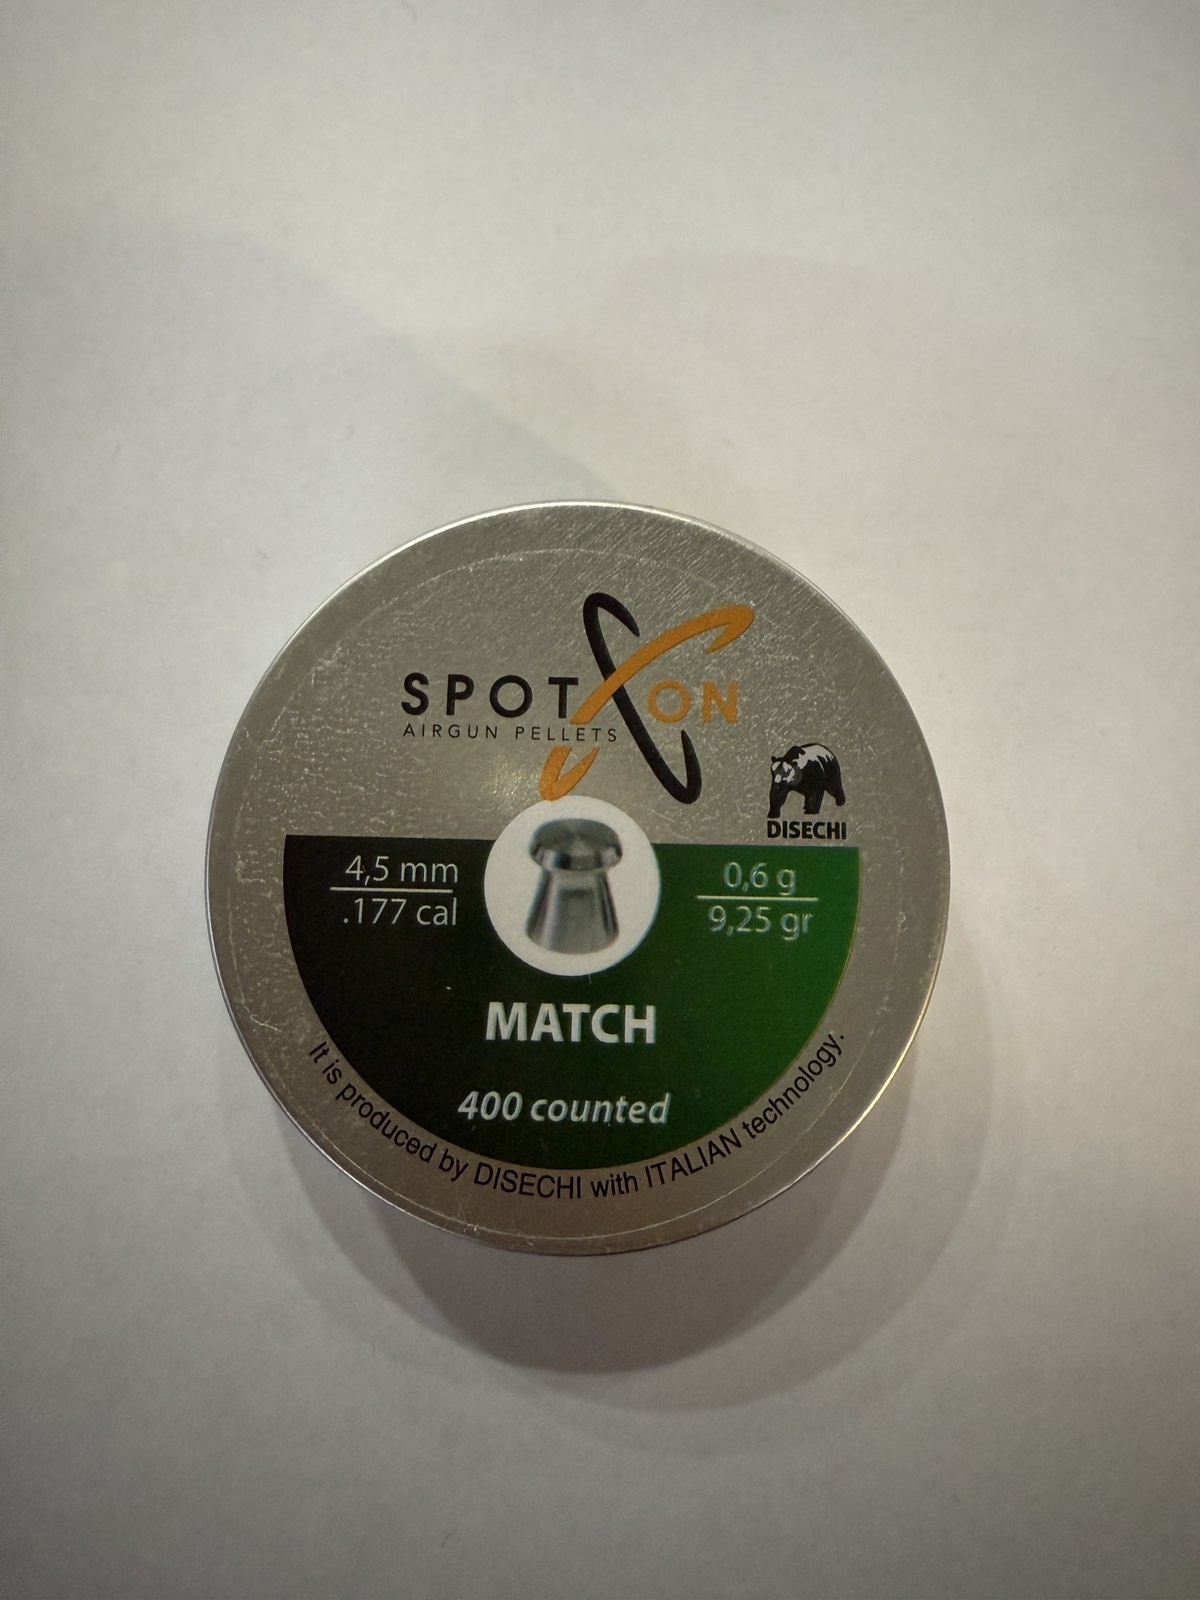 SPOT ON
AIRGUN PELLETS
DISECHI
4,5 mm
.177 cal
0,6 g
9,25 gr
MATCH
400 counted
It is produced by DISECHI with ITALIAN technology.